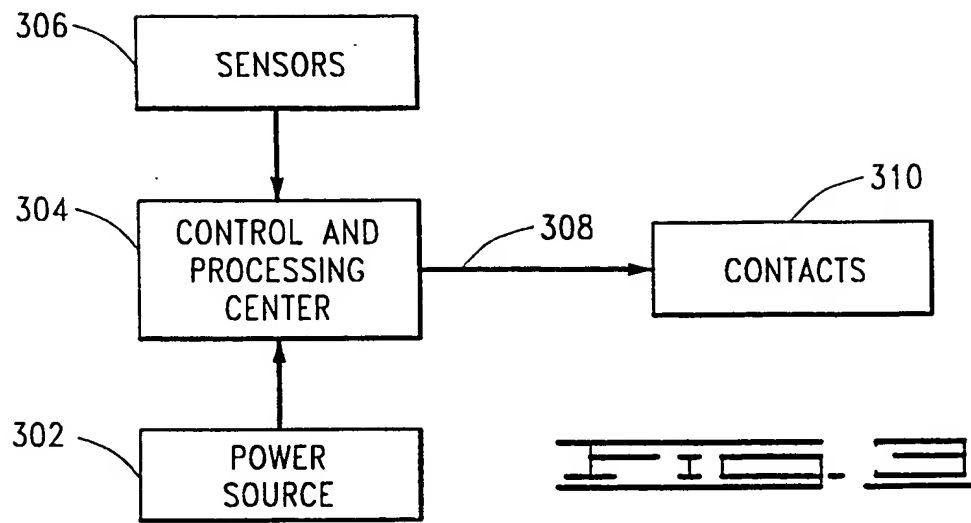 306
SENSORS
304
CONTROL AND
PROCESSING
CENTER
308
310
CONTACTS
302
POWER
SOURCE
FIG. 3